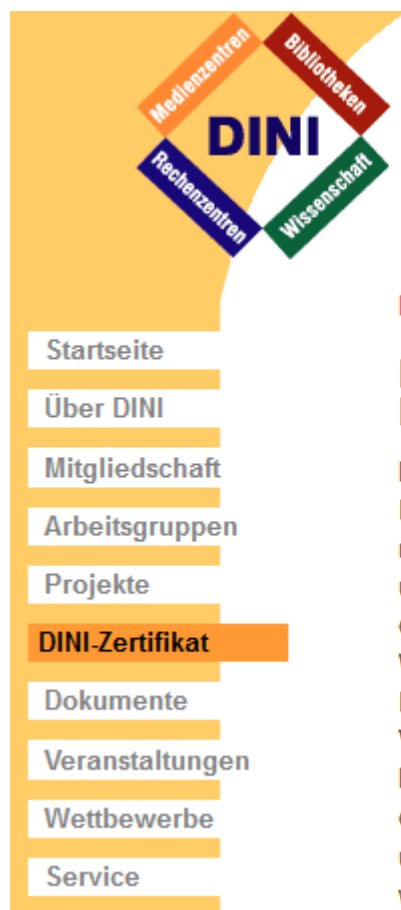 Medienzentren
Bibliotheken
DINI
Rechenzentren
Wissenschaft
Startseite
Über DINI
Mitgliedschaft
Arbeitsgruppen
Projekte
DINI-Zertifikat
Dokumente
Veranstaltungen
Wettbewerbe
Service